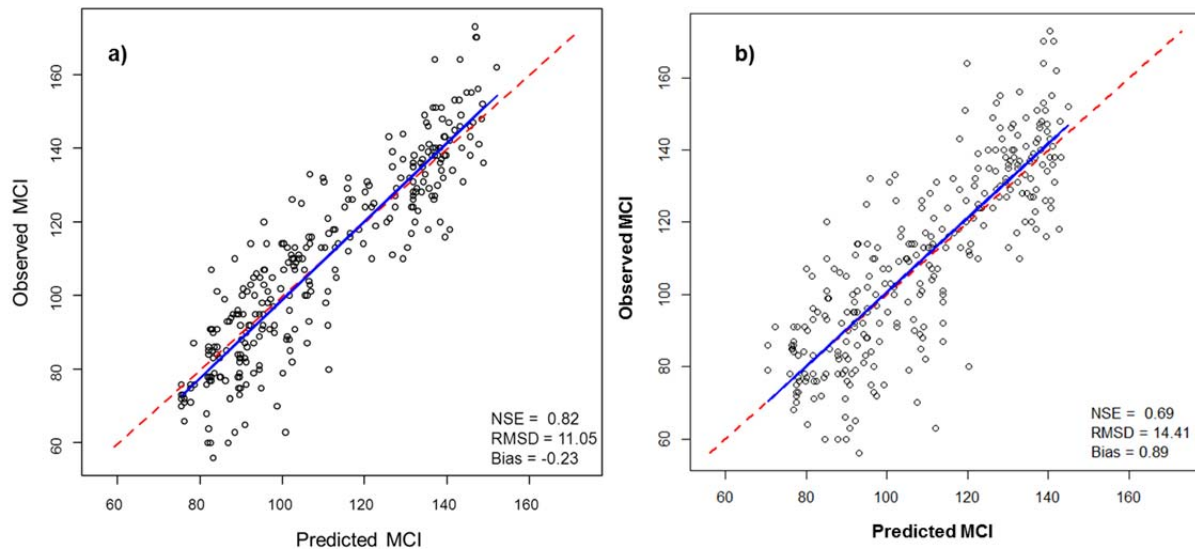 a)
Observed MCI
160
140
120
100
80
60
NSE = 0.82
RMSD = 11.05
Bias = -0.23
60 80 100 120 140 160
Predicted MCI
b)
Observed MCI
160
140
120
100
80
60
NSE = 0.69
RMSD = 14.41
Bias = 0.89
60 80 100 120 140 160
Predicted MCI